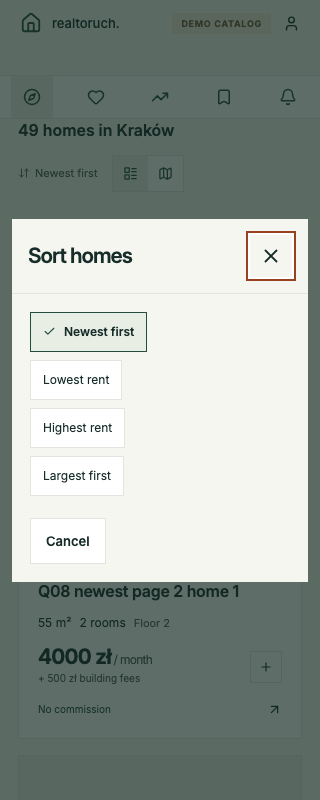 realtoruch.
DEMO CATALOG
49 homes in Kraków
Newest first
Sort homes
Newest first
Lowest rent
Highest rent
Largest first
Cancel
Q08 newest page 2 home 1
55 m² 2 rooms Floor 2
4000 zł / month
+ 500 zł building fees
No commission